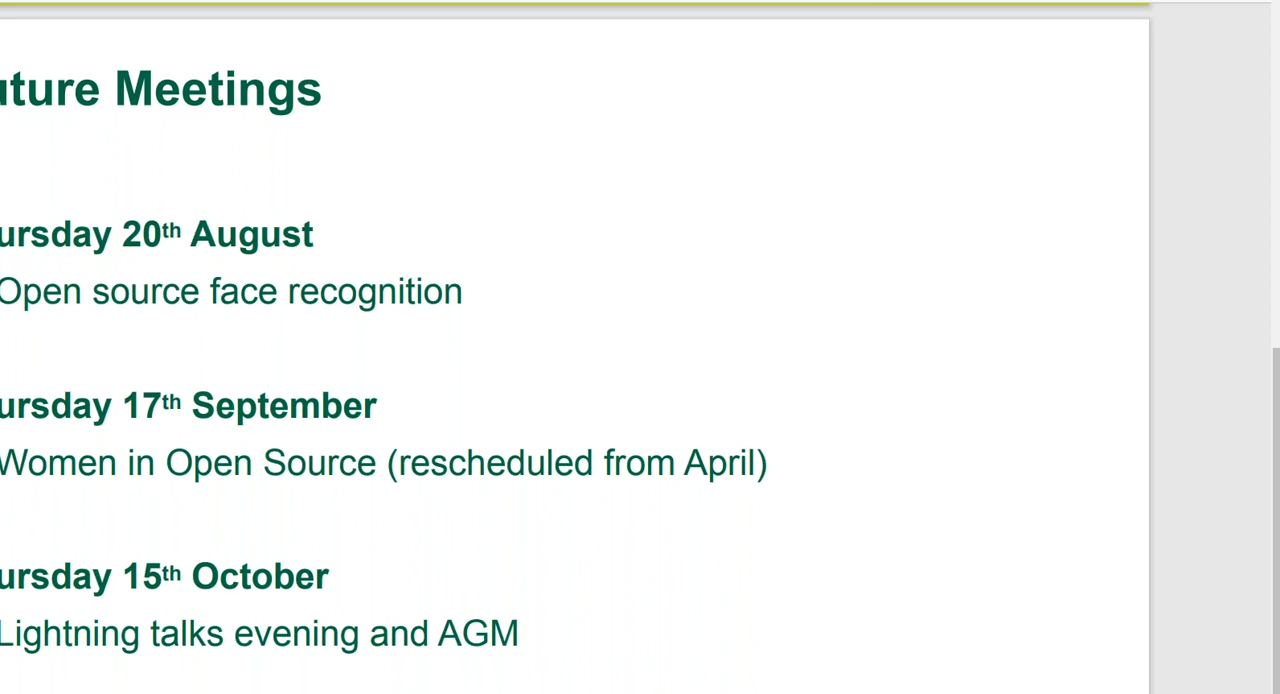 uture Meetings
ursday 20th August
Open source face recognition
ursday 17th September
Women in Open Source (rescheduled from April)
ursday 15th October
Lightning talks evening and AGM